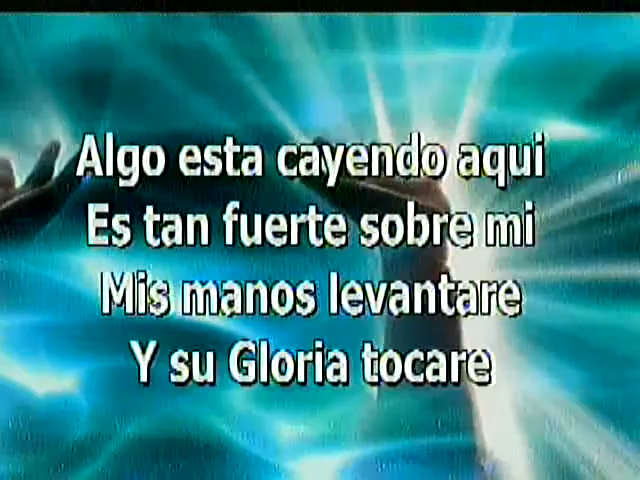 Algo esta cayendo aqui
Es tan fuerte sobre mi
Mis manos levantare
Y su Gloria tocare